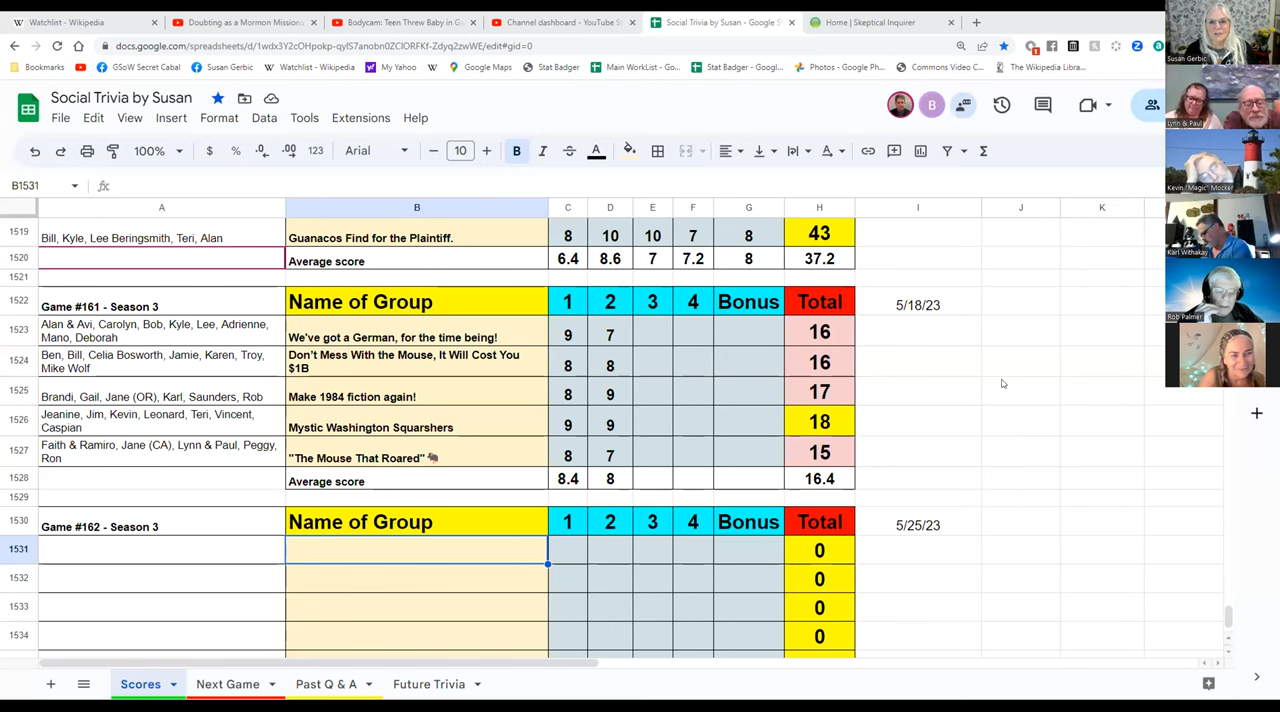 Watchlist - Wikipedia
Doubting as a Mormon Missiona
Bodycam: Teen Threw Baby in G
Channel dashboard - YouTube S
Social Trivia by Susan - Google S
Home | Skeptical Inquirer
docs.google.com/spreadsheets/d/1wdx3Y2cOHpokp-qyIS7anobn0ZClORFKf-Zdyq2zwE/edit#gid=0
Bookmarks
GSoW Secret Cabal
Susan Gerbic
Watchlist - Wikipedia
My Yahoo
Google Maps
Stat Badger
Main WorkList - Go...
Stat Badger - Goog...
Photos - Google Ph...
Commons Video C...
The Wikipedia Libra...
Social Trivia by Susan
File Edit View Insert Format Data Tools Extensions Help
B
100% $ % .0 .00 123 Arial 10 B I A
B1531 fx
A B C D E F G H I J K
1519 Bill, Kyle, Lee Beringsmith, Teri, Alan Guanacos Find for the Plaintiff. 8 10 10 7 8 43
1520 Average score 6.4 8.6 7 7.2 8 37.2
1521
1522 Game #161 - Season 3 Name of Group 1 2 3 4 Bonus Total 5/18/23
1523 Alan & Avi, Carolyn, Bob, Kyle, Lee, Adrienne,
Mano, Deborah We've got a German, for the time being! 9 7 16
1524 Ben, Bill, Celia Bosworth, Jamie, Karen, Troy,
Mike Wolf Don't Mess With the Mouse, It Will Cost You
$1B 8 8 16
1525 Brandi, Gail, Jane (OR), Karl, Saunders, Rob Make 1984 fiction again! 8 9 17
1526 Jeanine, Jim, Kevin, Leonard, Teri, Vincent,
Caspian Mystic Washington Squarshers 9 9 18
1527 Faith & Ramiro, Jane (CA), Lynn & Paul, Peggy,
Ron "The Mouse That Roared" 8 7 15
1528 Average score 8.4 8 16.4
1529
1530 Game #162 - Season 3 Name of Group 1 2 3 4 Bonus Total 5/25/23
1531 0
1532 0
1533 0
1534 0
Scores Next Game Past Q & A Future Trivia
Susan Gerbic
Lynn & Paul
Kevin "Magic" Mocker
Karl Withakay
Rob Palmer